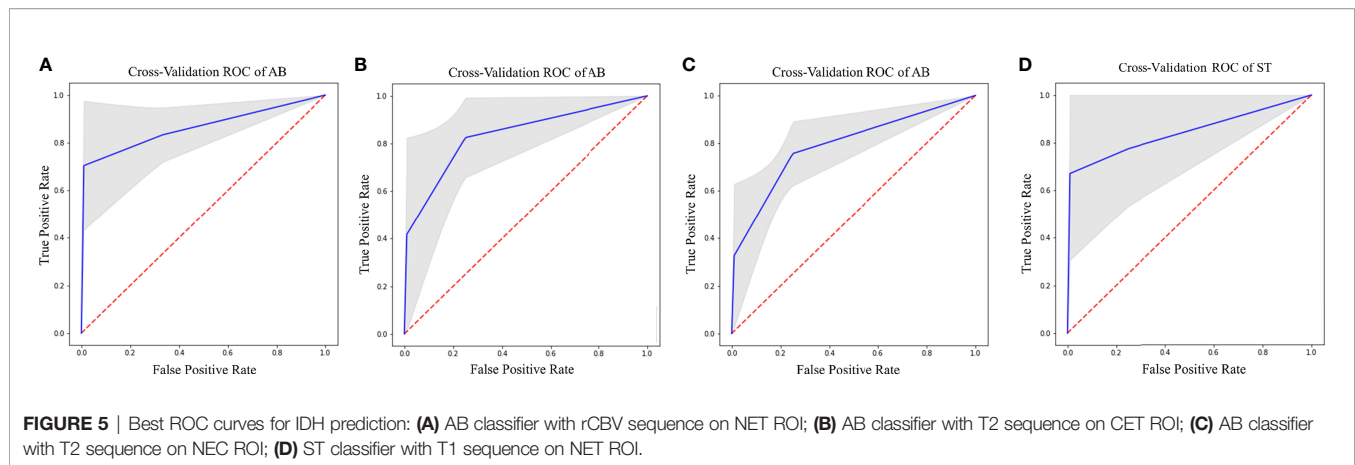 A
Cross-Validation ROC of AB
True Positive Rate
1.0
0.8
0.6
0.4
0.2
0.0
0.0 0.2 0.4 0.6 0.8 1.0
False Positive Rate
B
Cross-Validation ROC of AB
True Positive Rate
1.0
0.8
0.6
0.4
0.2
0.0
0.0 0.2 0.4 0.6 0.8 1.0
False Positive Rate
C
Cross-Validation ROC of AB
True Positive Rate
1.0
0.8
0.6
0.4
0.2
0.0
0.0 0.2 0.4 0.6 0.8 1.0
False Positive Rate
D
Cross-Validation ROC of ST
True Positive Rate
1.0
0.8
0.6
0.4
0.2
0.0
0.0 0.2 0.4 0.6 0.8 1.0
False Positive Rate
FIGURE 5 | Best ROC curves for IDH prediction: (A) AB classifier with rCBV sequence on NET ROI; (B) AB classifier with T2 sequence on CET ROI; (C) AB classifier
with T2 sequence on NEC ROI; (D) ST classifier with T1 sequence on NET ROI.